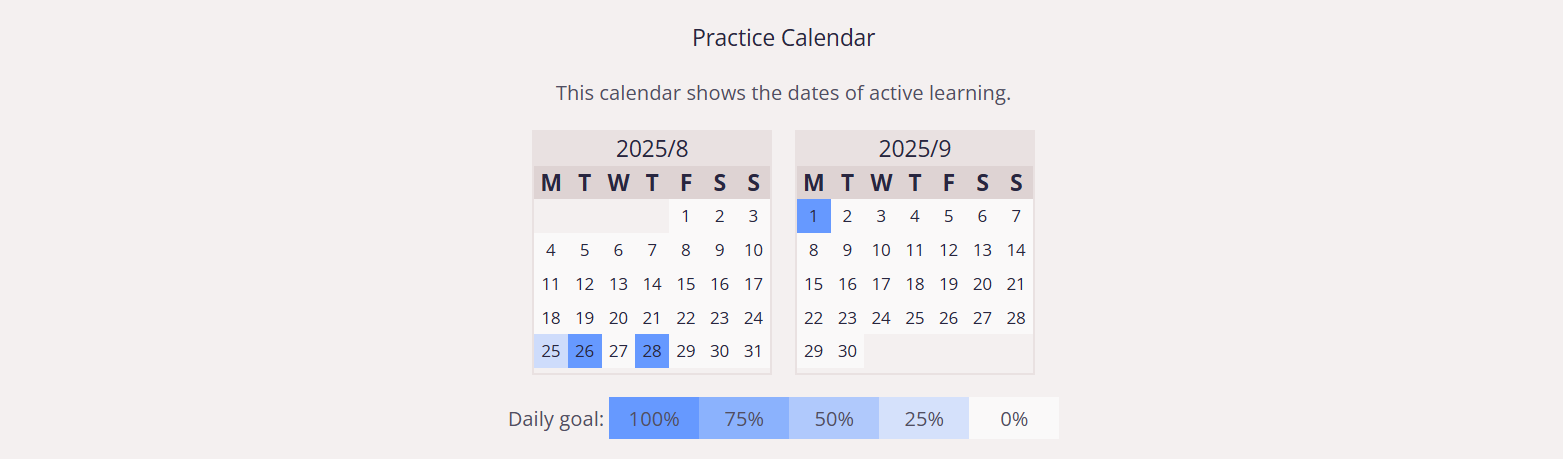 Practice Calendar
This calendar shows the dates of active learning.
2025/8
M T W T F S S
1 2 3
4 5 6 7 8 9 10
11 12 13 14 15 16 17
18 19 20 21 22 23 24
25 26 27 28 29 30 31
2025/9
M T W T F S S
1 2 3 4 5 6 7
8 9 10 11 12 13 14
15 16 17 18 19 20 21
22 23 24 25 26 27 28
29 30
Daily goal: 100% 75% 50% 25% 0%